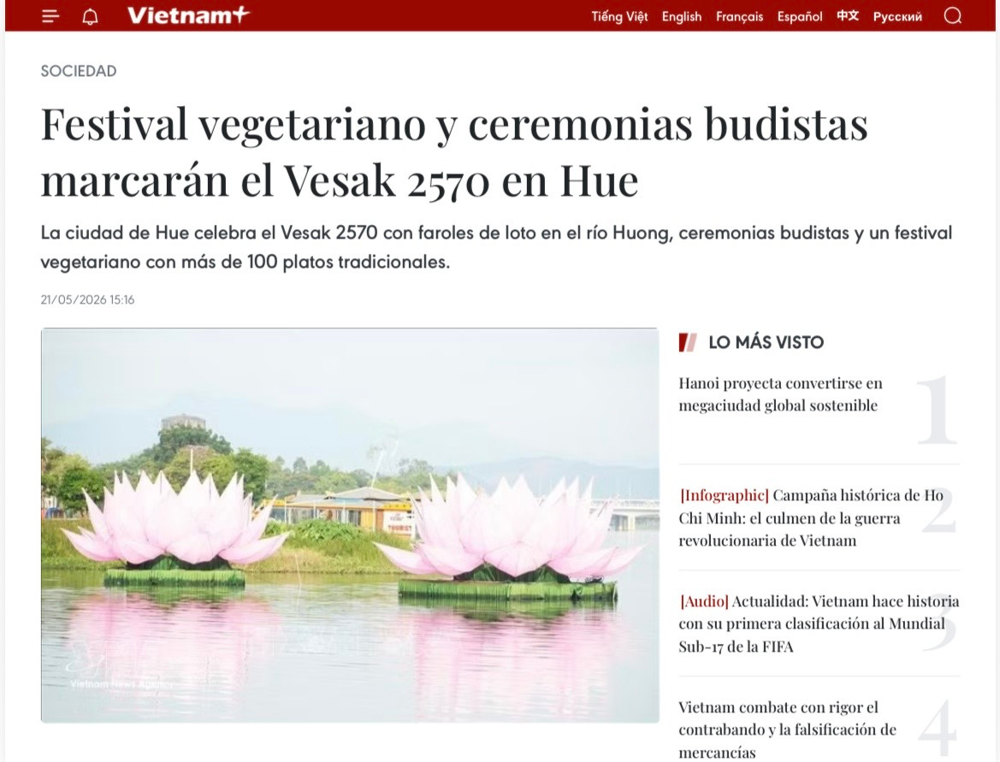 Vietnam+
Tiếng Việt English Français Español 中文 Русский
SOCIEDAD
Festival vegetariano y ceremonias budistas
marcarán el Vesak 2570 en Hue
La ciudad de Hue celebra el Vesak 2570 con faroles de loto en el río Huong, ceremonias budistas y un festival
vegetariano con más de 100 platos tradicionales.
21/05/2026 15:16
TOURIST
Vietnam News Agency
LO MÁS VISTO
Hanoi proyecta convertirse en
megaciudad global sostenible
1
[Infographic] Campaña histórica de Ho
Chi Minh: el culmen de la guerra
revolucionaria de Vietnam
2
[Audio] Actualidad: Vietnam hace historia
con su primera clasificación al Mundial
Sub-17 de la FIFA
3
Vietnam combate con rigor el
contrabando y la falsificación de
mercancías
4